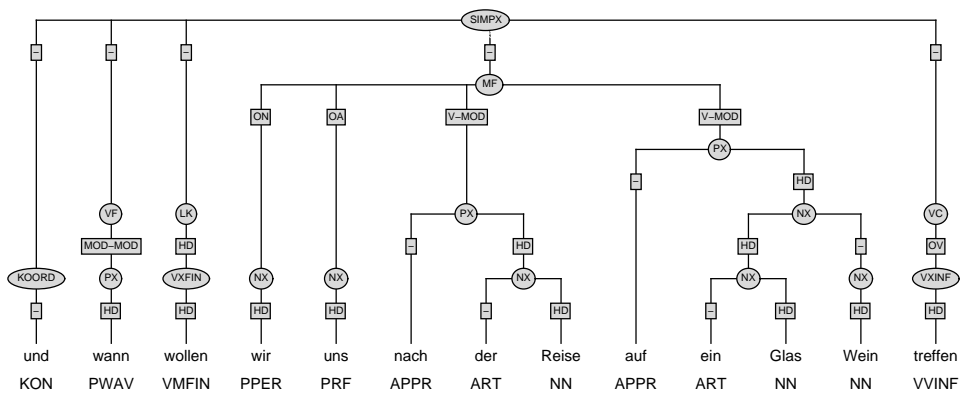 SIMPX
– – – – –
MF
ON OA V–MOD V–MOD
PX
– HD
VF LK PX NX VC
MOD–MOD HD – HD HD – OV
KOORD PX VXFIN NX NX NX NX NX VXINF
– HD HD HD HD – HD – HD HD HD
und wann wollen wir uns nach der Reise auf ein Glas Wein treffen
KON PWAV VMFIN PPER PRF APPR ART NN APPR ART NN NN VVINF